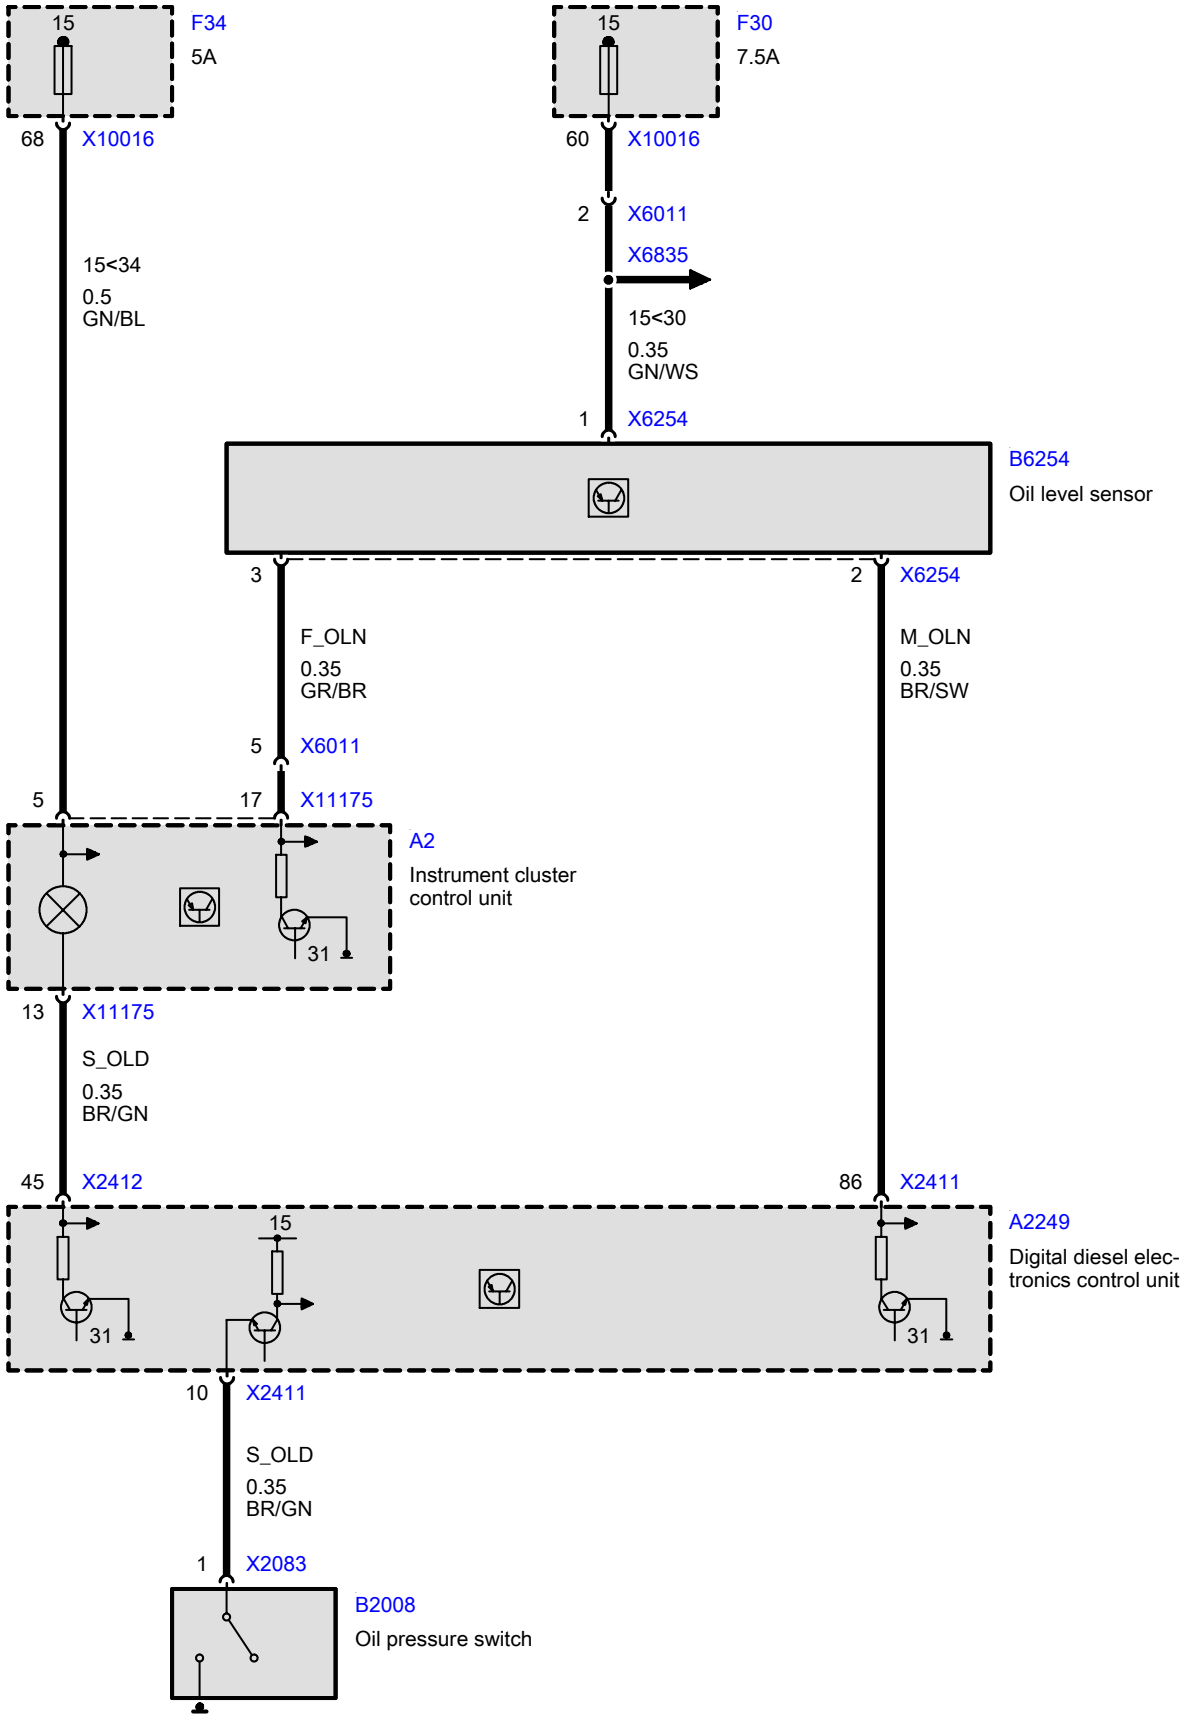 15
F34
5A
15
F30
7.5A
68 X10016
60 X10016
2 X6011
X6835
15<34
0.5
GN/BL
15<30
0.35
GN/WS
1 X6254
B6254
Oil level sensor
3
2 X6254
F_OLN
0.35
GR/BR
M_OLN
0.35
BR/SW
5 X6011
5
17 X11175
A2
Instrument cluster
control unit
31
13 X11175
S_OLD
0.35
BR/GN
45 X2412
86 X2411
15
A2249
Digital diesel elec-
tronics control unit
31
31
10 X2411
S_OLD
0.35
BR/GN
1 X2083
B2008
Oil pressure switch